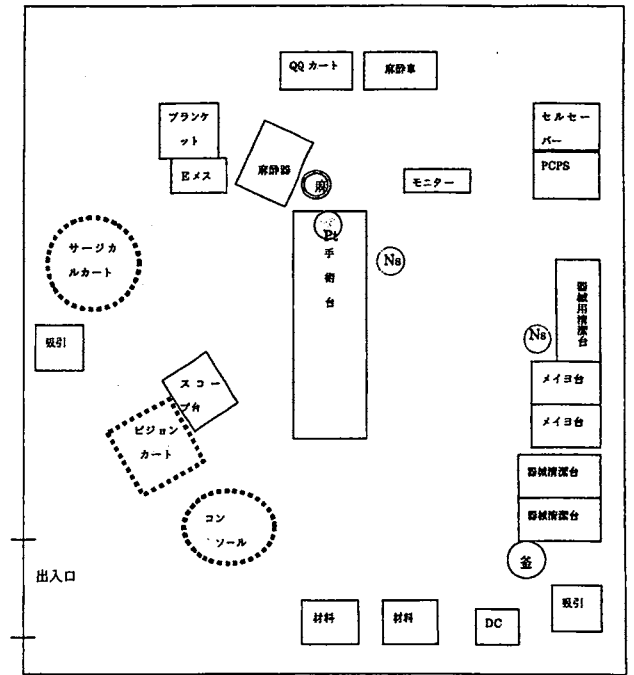 QQ カート
麻酔車
ブランケ
ット
Eメス
麻酔器
麻
モニター
セルセー
バー
PCPS
サージカ
ルカート
Pt
手
術
台
Ns
吸引
器械用清潔台
Ns
メイヨ台
メイヨ台
スコー
プ台
ビジョン
カート
器械清潔台
器械清潔台
コン
ソール
釜
出入口
材料
材料
DC
吸引